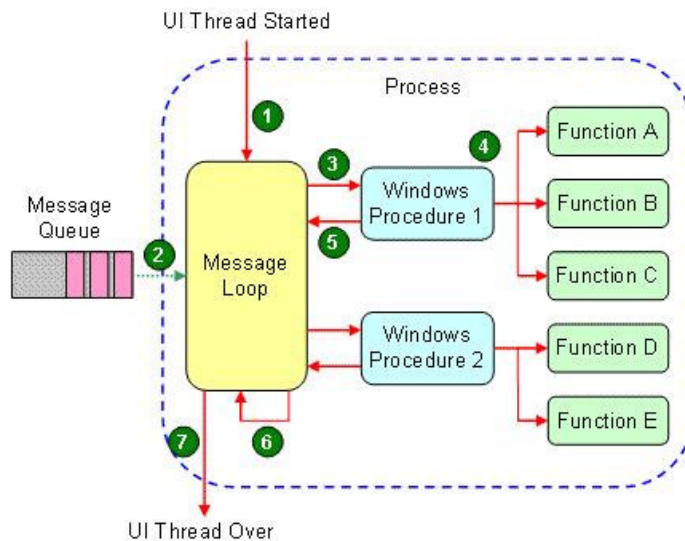 UI Thread Started
Process
1
4
Function A
3
Windows
Procedure 1
Function B
Message
Queue
5
2
Message
Loop
Function C
Windows
Procedure 2
Function D
7
6
Function E
UI Thread Over